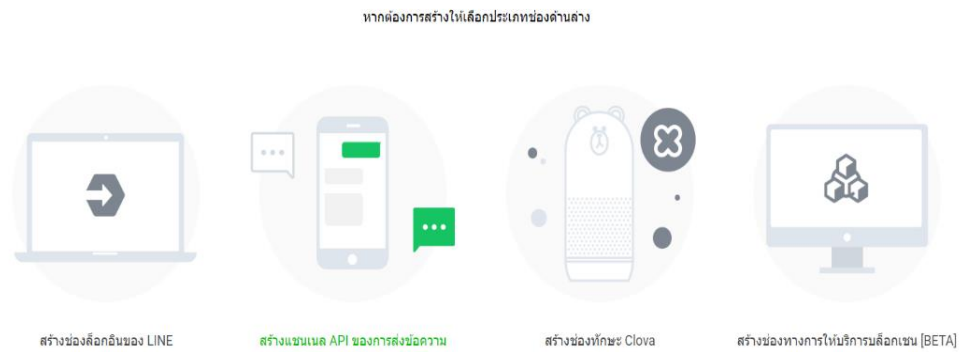 หากต้องการสร้างให้เลือกประเภทช่องด้านล่าง
สร้างช่องล็อกอินของ LINE
สร้างแชนเนล API ของการส่งข้อความ
สร้างช่องทักษะ Clova
สร้างช่องทางการให้บริการบล็อกเชน [BETA]